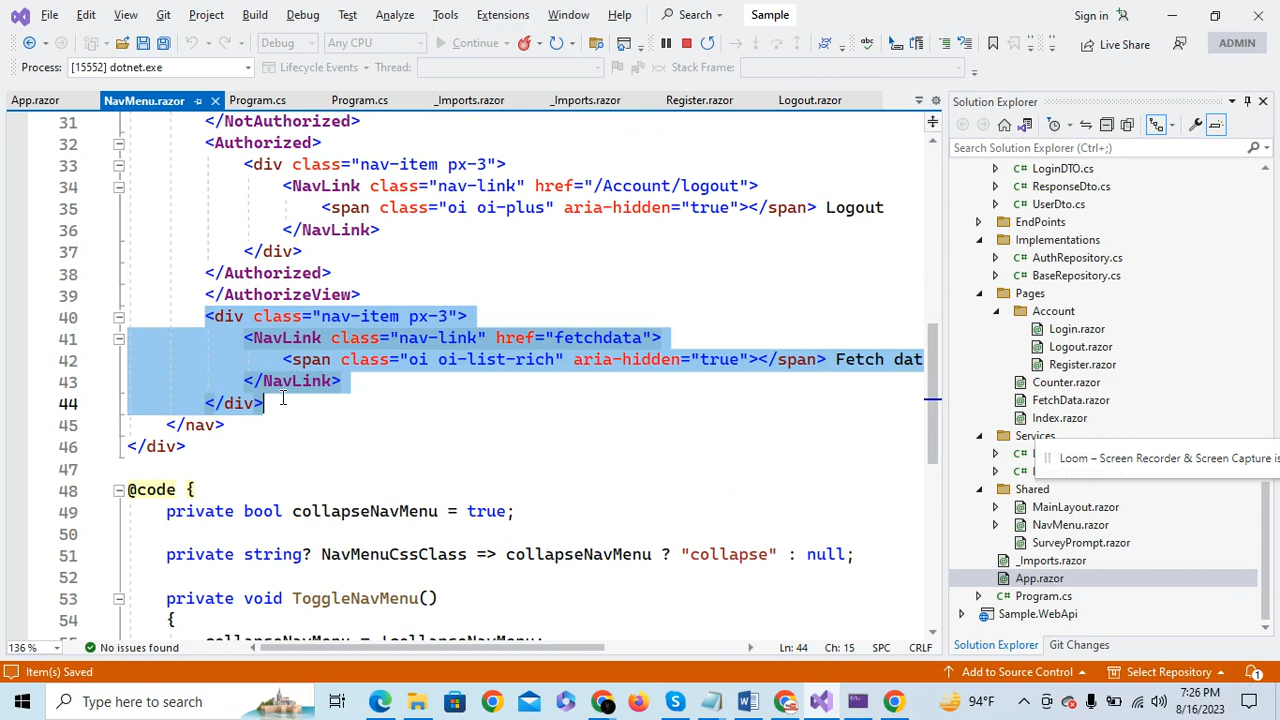 File Edit View Git Project Build Debug Test Analyze Tools Extensions Window Help Search Sample Sign in
Debug Any CPU Continue Live Share ADMIN
Process: [15552] dotnet.exe Lifecycle Events Thread: Stack Frame:
App.razor NavMenu.razor Program.cs Program.cs _Imports.razor _Imports.razor Register.razor Logout.razor
31 </NotAuthorized>
32 <Authorized>
33 <div class="nav-item px-3">
34 <NavLink class="nav-link" href="/Account/logout">
35 <span class="oi oi-plus" aria-hidden="true"></span> Logout
36 </NavLink>
37 </div>
38 </Authorized>
39 </AuthorizeView>
40 <div class="nav-item px-3">
41 <NavLink class="nav-link" href="fetchdata">
42 <span class="oi oi-list-rich" aria-hidden="true"></span> Fetch dat
43 </NavLink>
44 </div>
45 </nav>
46 </div>
47
48 @code {
49 private bool collapseNavMenu = true;
50
51 private string? NavMenuCssClass => collapseNavMenu ? "collapse" : null;
52
53 private void ToggleNavMenu()
54 {
collapseNavMenu = !collapseNavMenu;
136 % No issues found Ln: 44 Ch: 15 SPC CRLF
Solution Explorer
Search Solution Explorer (Ctrl+;)
LoginDTO.cs
ResponseDto.cs
UserDto.cs
EndPoints
Implementations
AuthRepository.cs
BaseRepository.cs
Pages
Account
Login.razor
Logout.razor
Register.razor
Counter.razor
FetchData.razor
Index.razor
Services
Loom – Screen Recorder & Screen Capture is
Shared
MainLayout.razor
NavMenu.razor
SurveyPrompt.razor
_Imports.razor
App.razor
Program.cs
Sample.WebApi
Solution Explorer Git Changes
Item(s) Saved Add to Source Control Select Repository 1
Type here to search 94°F 7:26 PM
8/16/2023